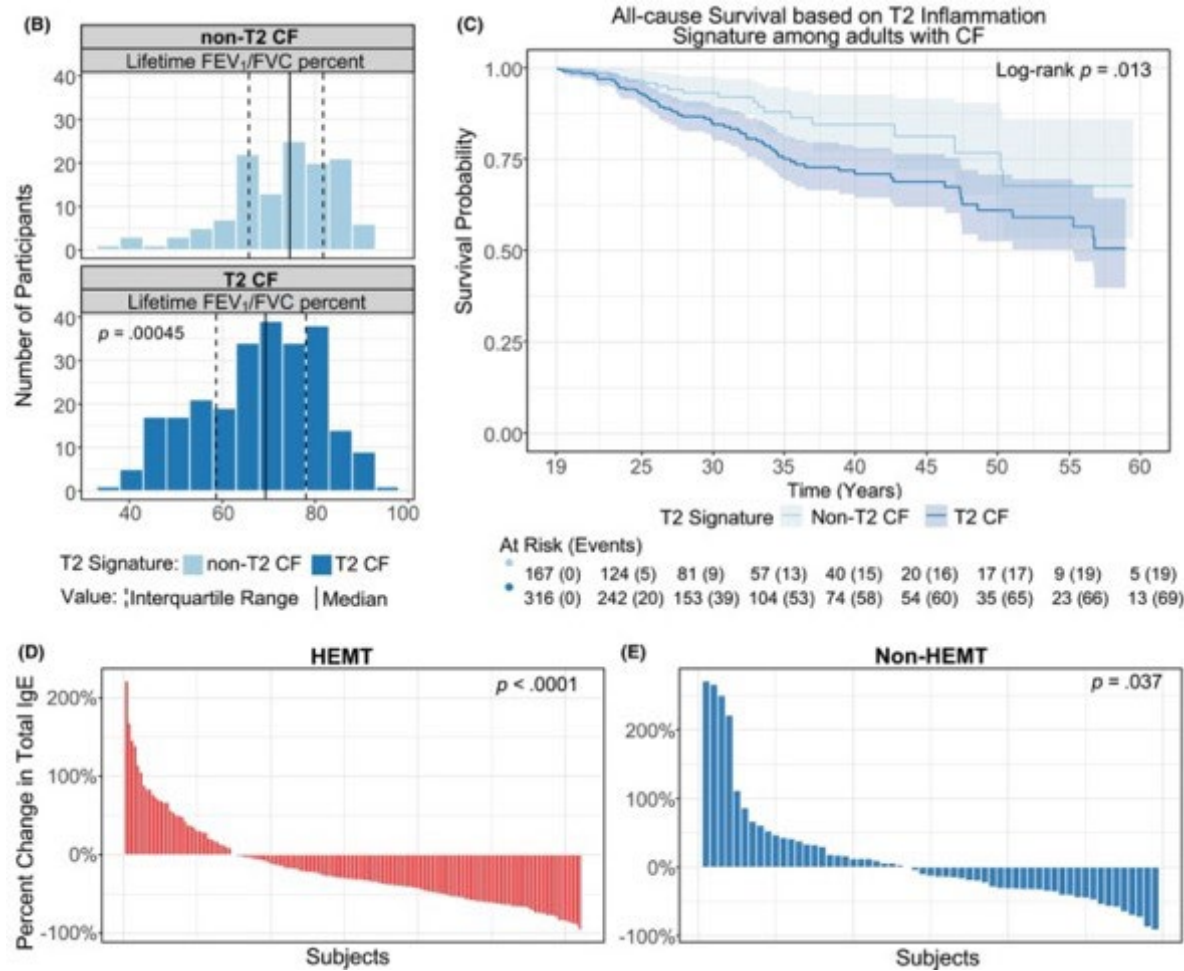 (B)
non-T2 CF
Lifetime FEV₁/FVC percent
40
30
20
10
0
T2 CF
Lifetime FEV₁/FVC percent
p = .00045
40
30
20
10
0
40 60 80 100
Number of Participants
T2 Signature: non-T2 CF T2 CF
Value: Interquartile Range Median
(C)
All-cause Survival based on T2 Inflammation
Signature among adults with CF
Log-rank p = .013
1.00
0.75
0.50
0.25
0.00
Survival Probability
19 25 30 35 40 45 50 55 60
Time (Years)
T2 Signature Non-T2 CF T2 CF
At Risk (Events)
167 (0) 124 (5) 81 (9) 57 (13) 40 (15) 20 (16) 17 (17) 9 (19) 5 (19)
316 (0) 242 (20) 153 (39) 104 (53) 74 (58) 54 (60) 35 (65) 23 (66) 13 (69)
(D)
HEMT
p < .0001
200%
100%
0%
-100%
Percent Change in Total IgE
Subjects
(E)
Non-HEMT
p = .037
200%
100%
0%
-100%
Subjects